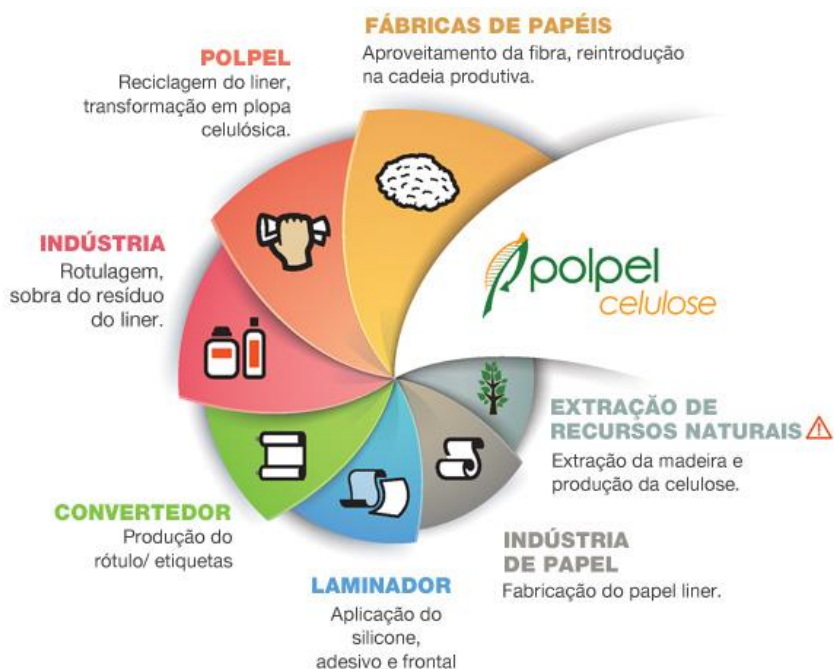 FÁBRICAS DE PAPÉIS
Aproveitamento da fibra, reintrodução
na cadeia produtiva.
POLPEL
Reciclagem do liner,
transformação em plopa
celulósica.
INDÚSTRIA
Rotulagem,
sobra do resíduo
do liner.
CONVERTEDOR
Produção do
rótulo/ etiquetas
LAMINADOR
Aplicação do
silicone,
adesivo e frontal
INDÚSTRIA
DE PAPEL
Fabricação do papel liner.
EXTRAÇÃO DE
RECURSOS NATURAIS
Extração da madeira e
produção da celulose.
polpel
celulose